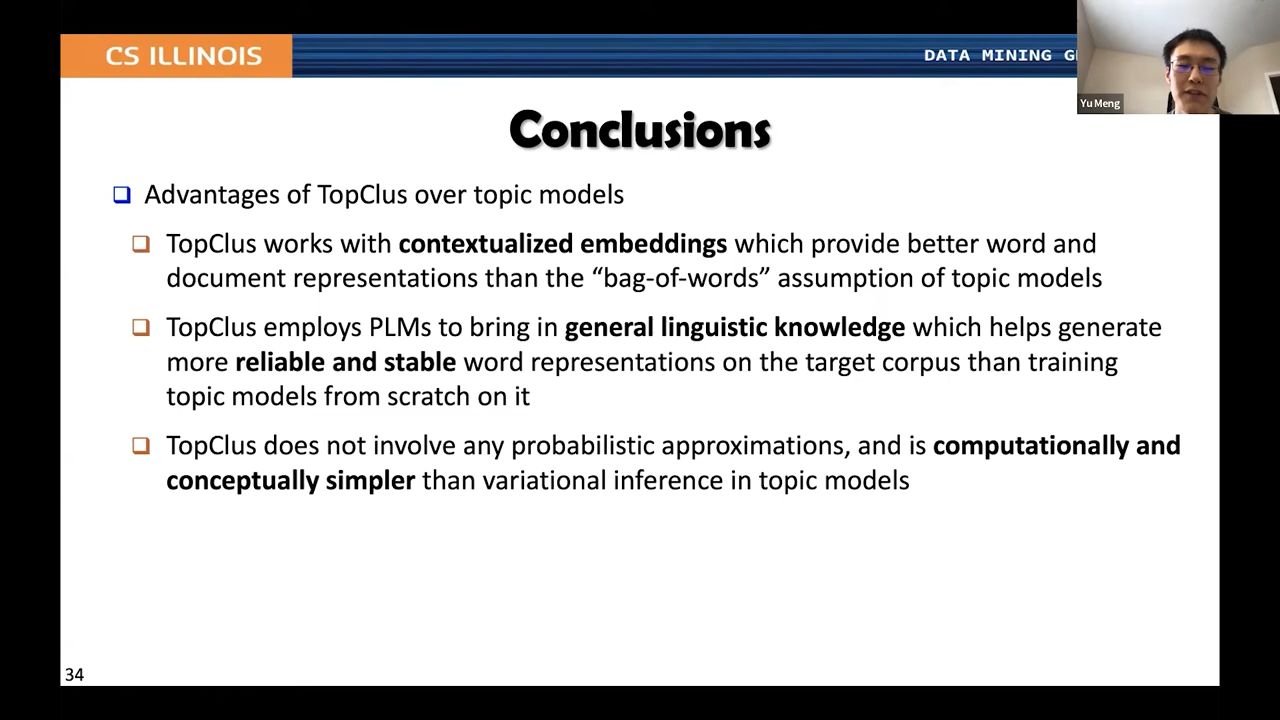 CS ILLINOIS
DATA MINING
Yu Meng
Conclusions
Advantages of TopClus over topic models
TopClus works with contextualized embeddings which provide better word and
document representations than the “bag-of-words” assumption of topic models
TopClus employs PLMs to bring in general linguistic knowledge which helps generate
more reliable and stable word representations on the target corpus than training
topic models from scratch on it
TopClus does not involve any probabilistic approximations, and is computationally and
conceptually simpler than variational inference in topic models
34